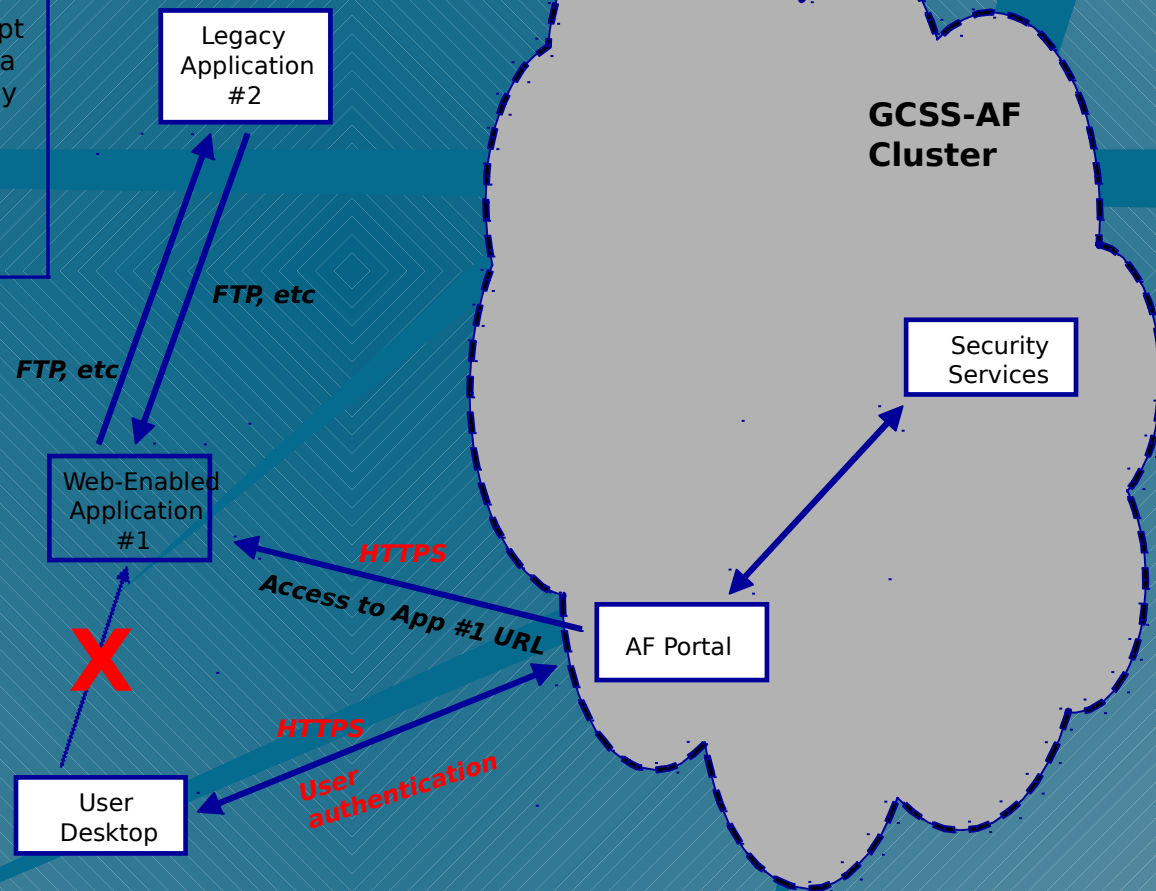 pt
a
y
Legacy
Application
#2
GCSS-AF
Cluster
FTP, etc
FTP, etc
Security
Services
Web-Enabled
Application
#1
HTTPS
Access to App #1 URL
AF Portal
X
HTTPS
User
authentication
User
Desktop